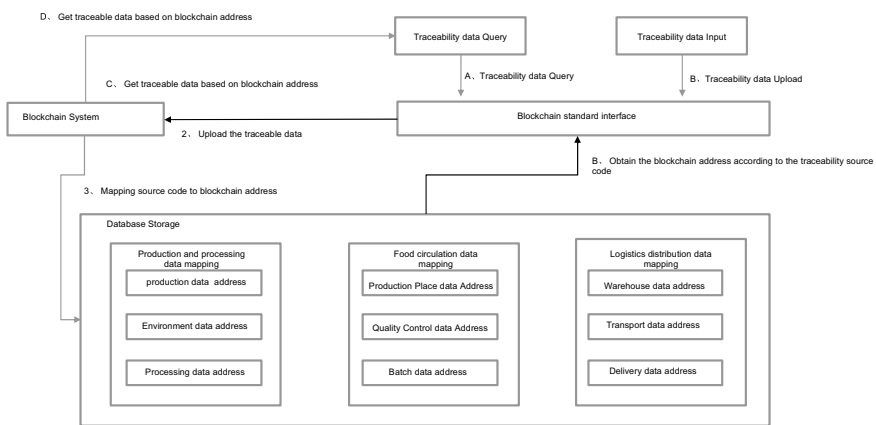 D、 Get traceable data based on blockchain address
Traceability data Query
Traceability data Input
A、Traceability data Query
B、Traceability data Upload
C、 Get traceable data based on blockchain address
Blockchain System
Blockchain standard interface
2、 Upload the traceable data
B、 Obtain the blockchain address according to the traceability source
code
3、 Mapping source code to blockchain address
Database Storage
Production and processing
data mapping
production data address
Environment data address
Processing data address
Food circulation data
mapping
Production Place data Address
Quality Control data Address
Batch data address
Logistics distribution data
mapping
Warehouse data address
Transport data address
Delivery data address